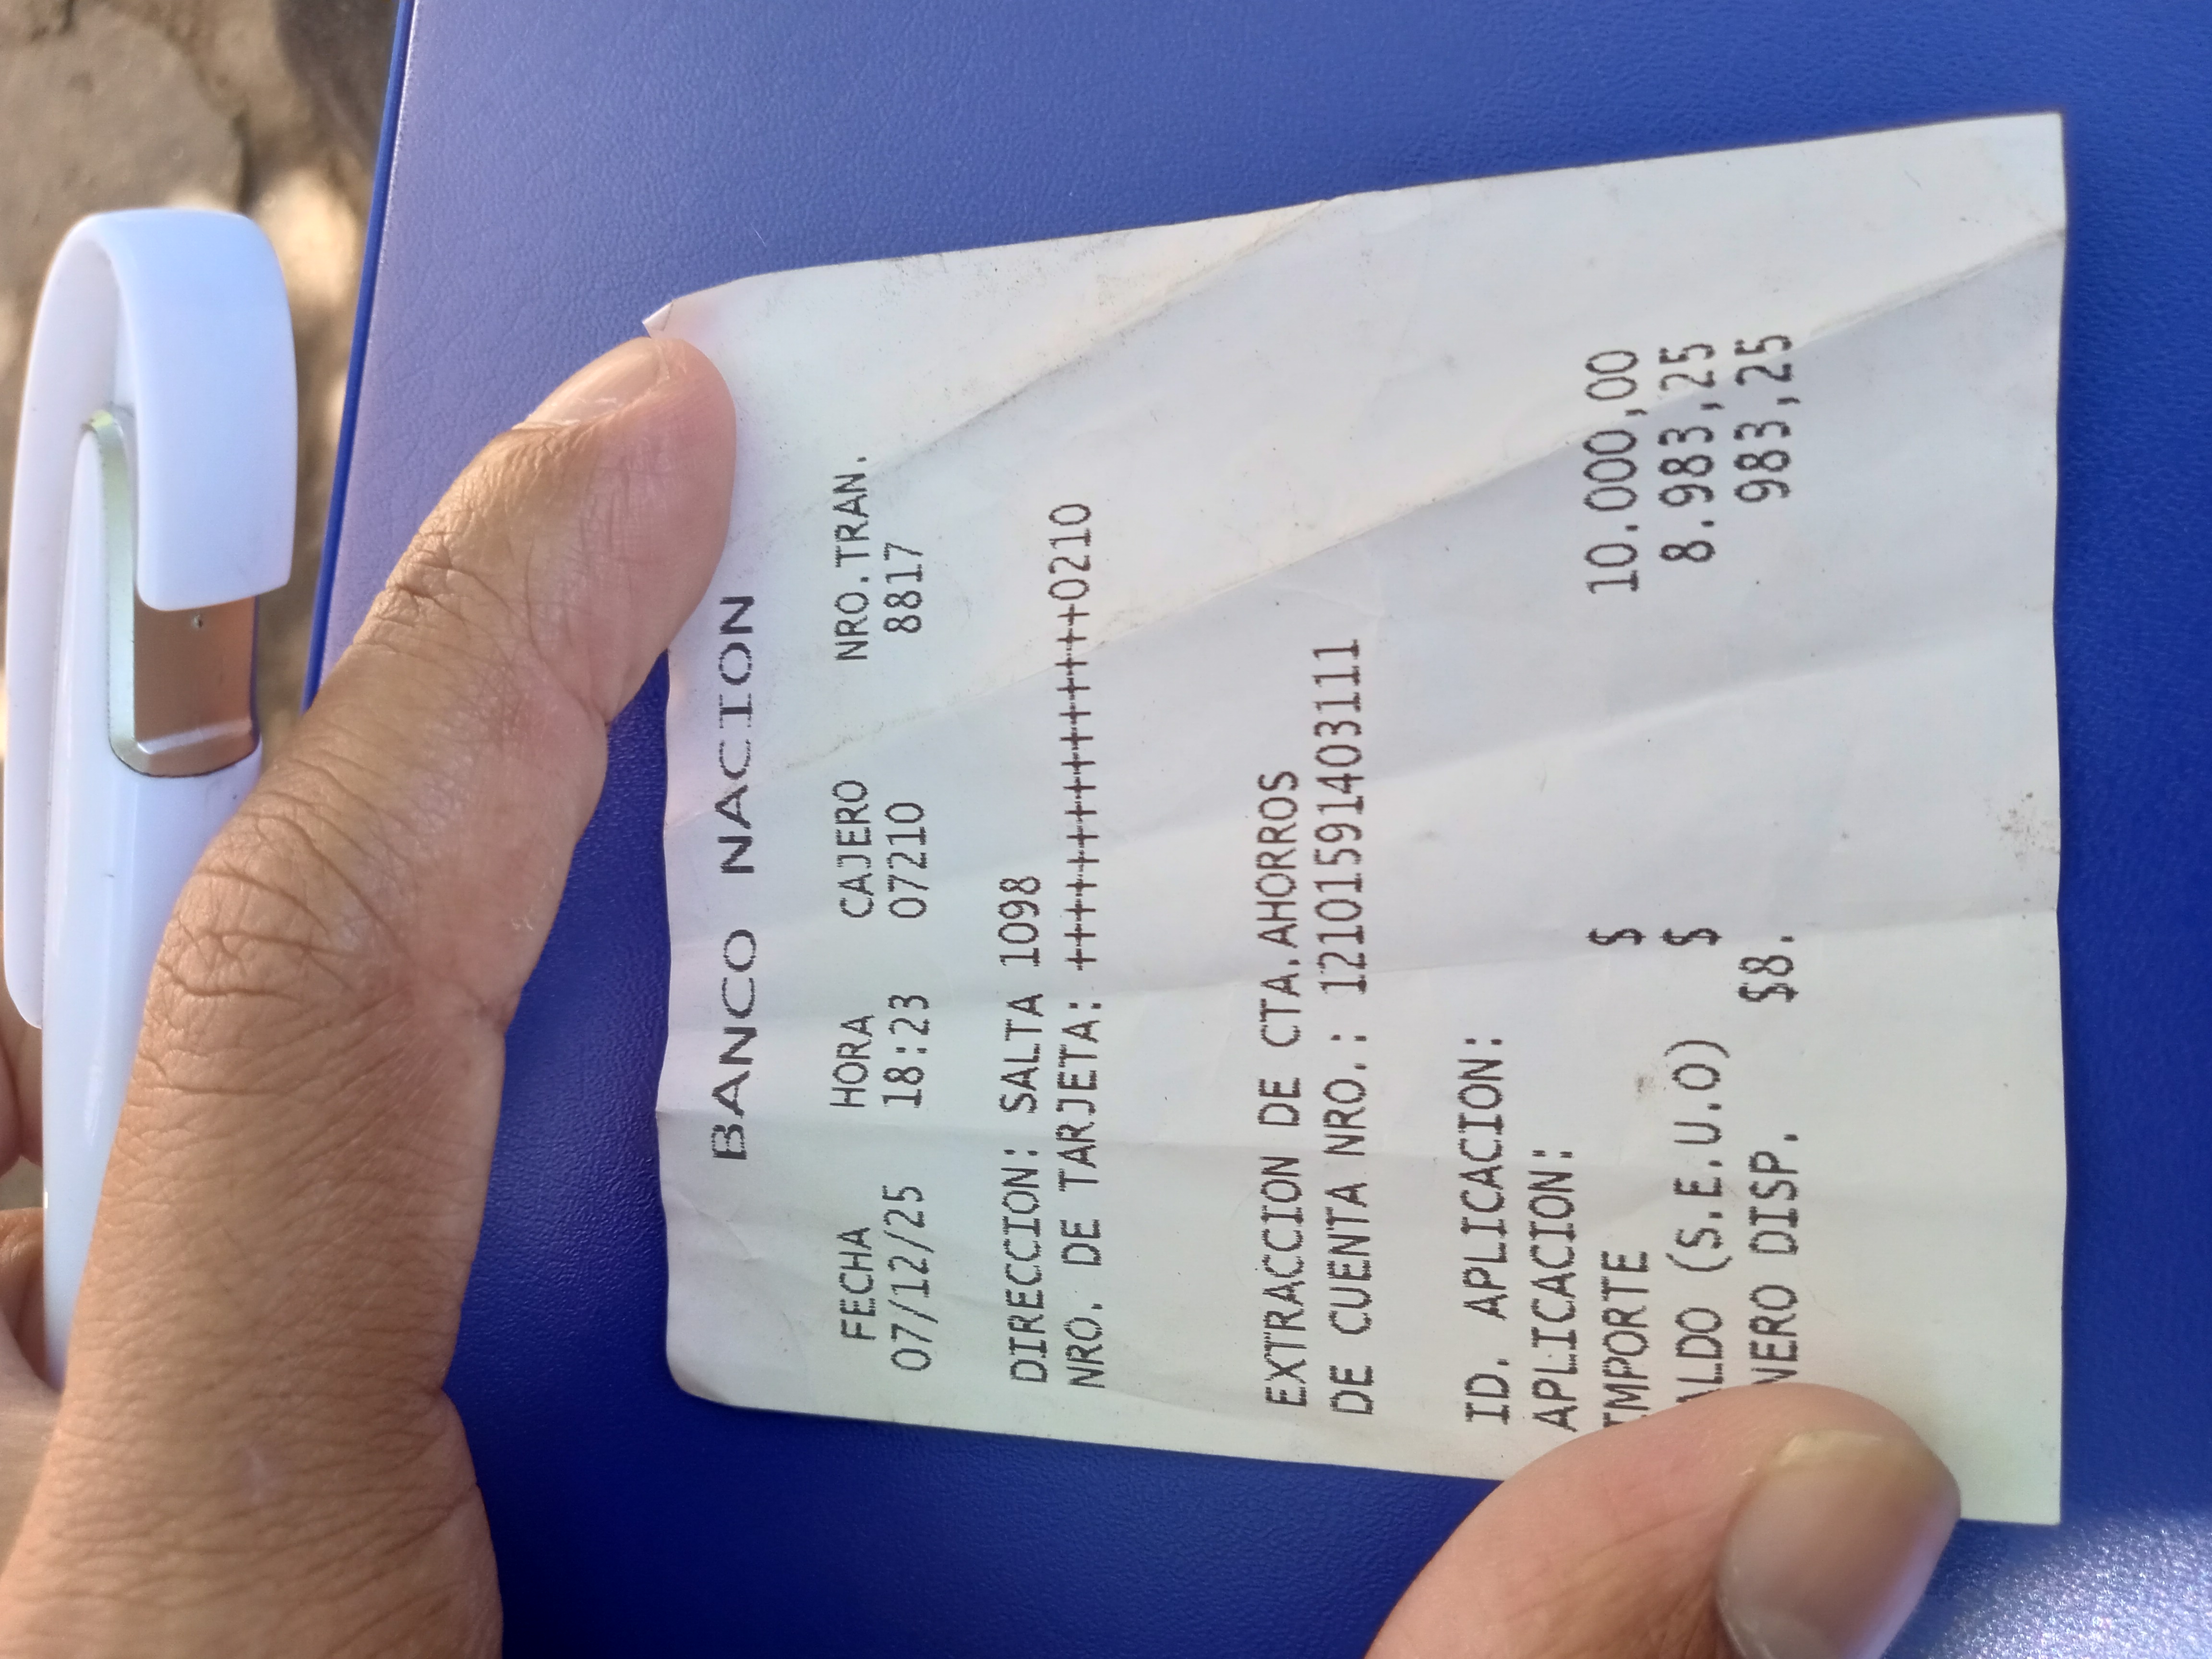 BANCO NACION
FECHA HORA CAJERO NRO.TRAN.
07/12/25 18:23 07210 8817
DIRECCION: SALTA 1098
NRO. DE TARJETA: +++++++++++++++0210
EXTRACCION DE CTA.AHORROS
DE CUENTA NRO.: 12101591403111
ID. APLICACION:
APLICACION:
IMPORTE $ 10.000,00
ALDO (S.E.U.O) $ 8.983,25
NERO DISP. $8. 983,25